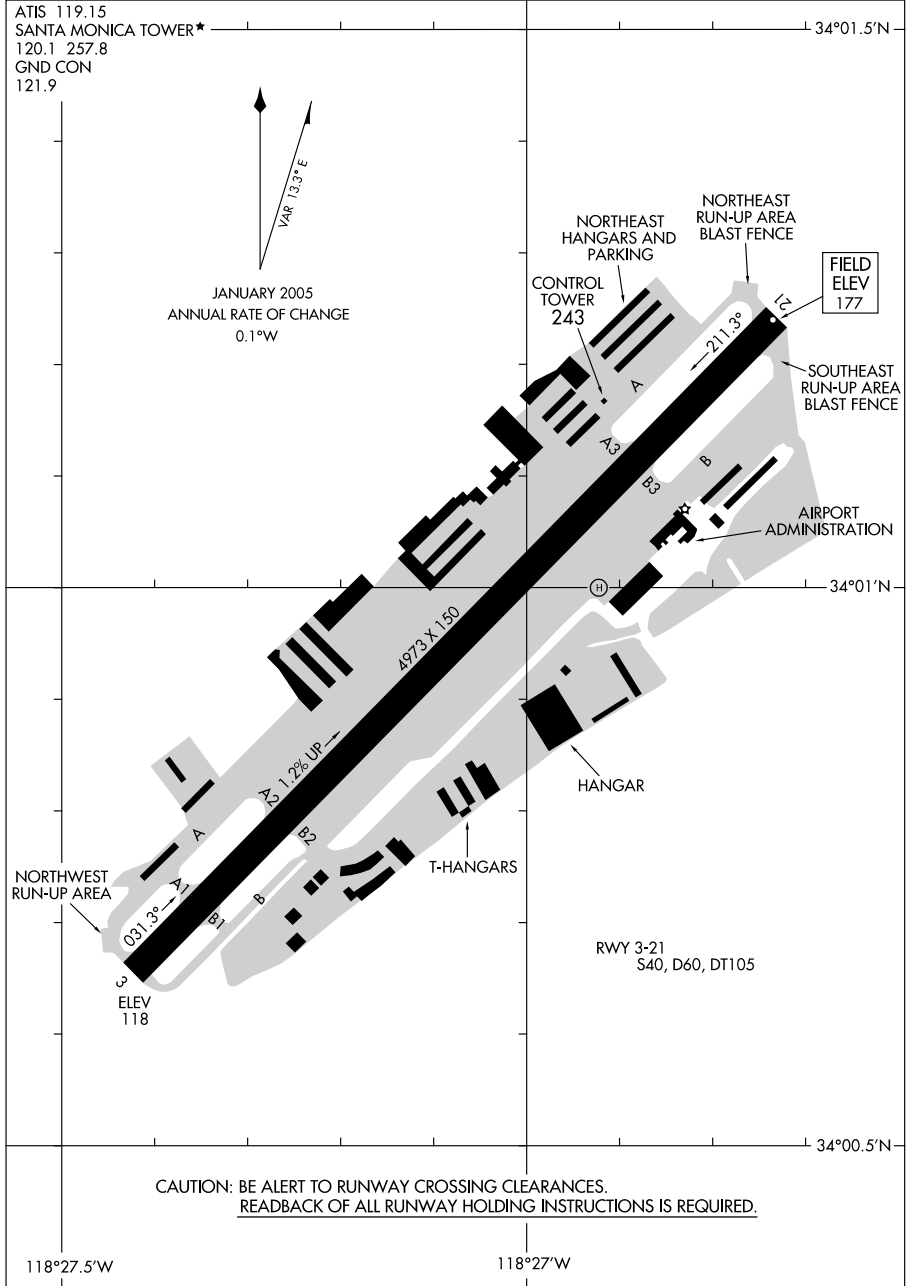 ATIS 119.15
SANTA MONICA TOWER★
120.1 257.8
GND CON
121.9
34°01.5'N
VAR 13.3° E
JANUARY 2005
ANNUAL RATE OF CHANGE
0.1°W
NORTHEAST
RUN-UP AREA
BLAST FENCE
NORTHEAST
HANGARS AND
PARKING
CONTROL
TOWER
243
FIELD
ELEV
177
21
211.3°
SOUTHEAST
RUN-UP AREA
BLAST FENCE
A
A3
B
B3
AIRPORT
ADMINISTRATION
H
34°01'N
4973 X 150
1.2% UP
HANGAR
A2
B2
A
T-HANGARS
NORTHWEST
RUN-UP AREA
A1
B1
B
031.3°
3
ELEV
118
RWY 3-21
S40, D60, DT105
34°00.5'N
CAUTION: BE ALERT TO RUNWAY CROSSING CLEARANCES.
READBACK OF ALL RUNWAY HOLDING INSTRUCTIONS IS REQUIRED.
118°27.5'W
118°27'W